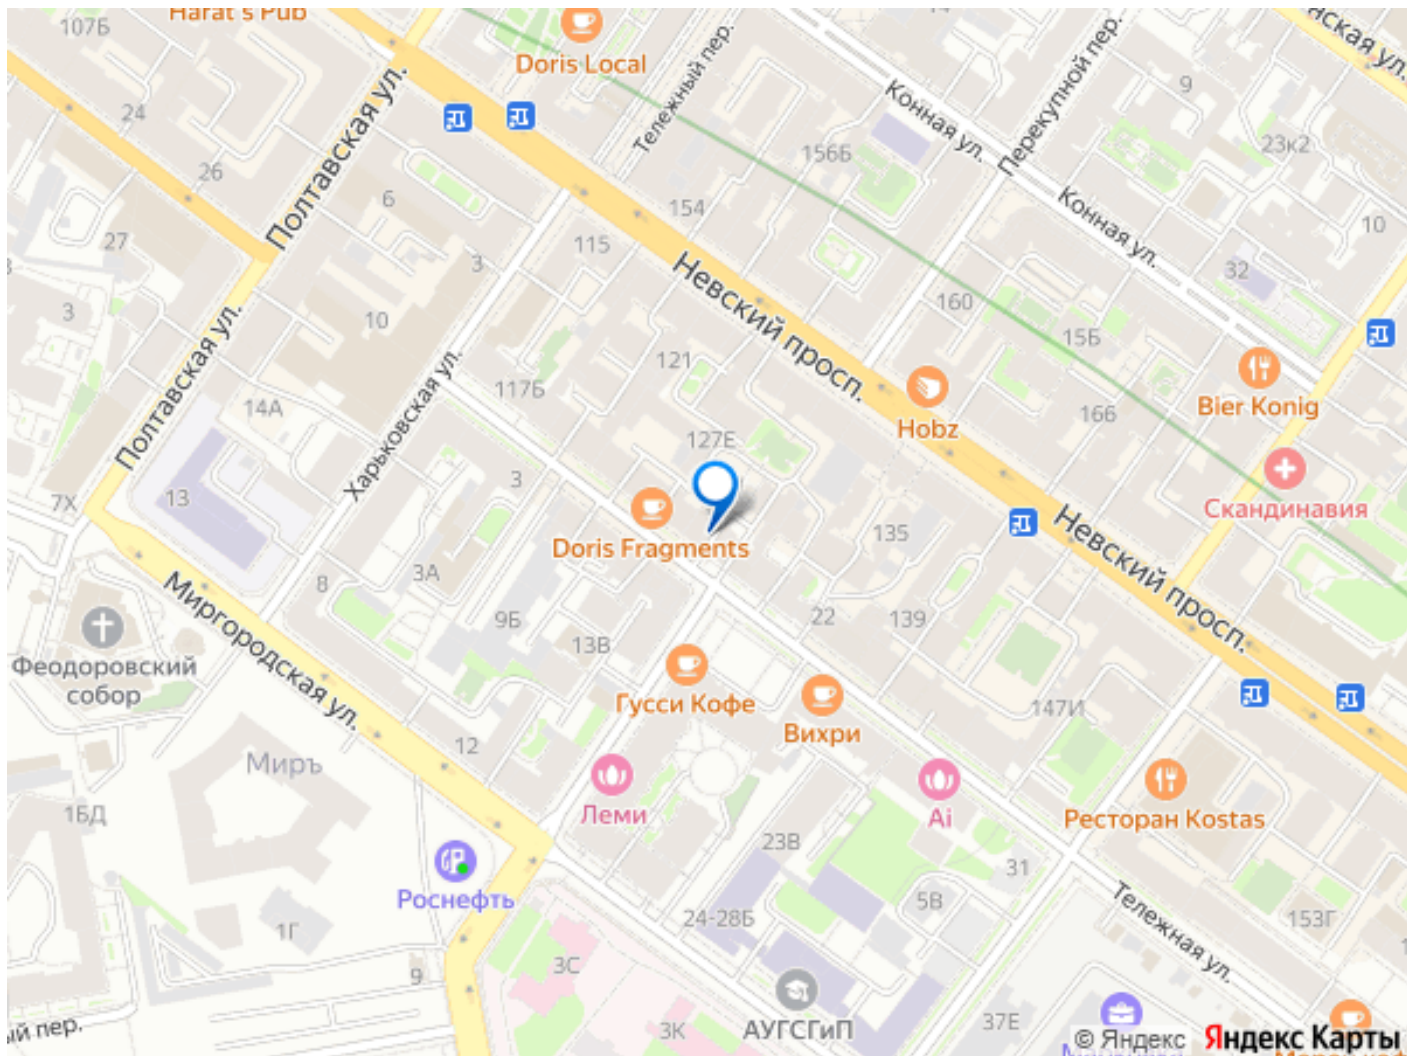 Harat's Pub
107Б
Doris Local
Тележный пер.
Перекупной пер.
9
24
Полтавская ул.
Конная ул.
23к2
156Б
26
6
154
Конная ул.
10
27
115
3
Невский просп.
32
3
Полтавская ул.
10
160
15Б
121
117Б
Харьковская ул.
14А
Hobz
166
Bier Konig
127Е
3
7Х
13
Скандинавия
Doris Fragments
135
Невский просп.
3А
8
Миргородская ул.
9Б
22
139
13В
Феодоровский
собор
Гусси Кофе
147И
Вихри
12
Миръ
1БД
Леми
Ai
Ресторан Kostas
23В
31
Роснефть
5В
24-28Б
Тележная ул.
153Г
1Г
3С
9
АУГСГиП
3К
37Е
ый пер.
© Яндекс Яндекс Карты